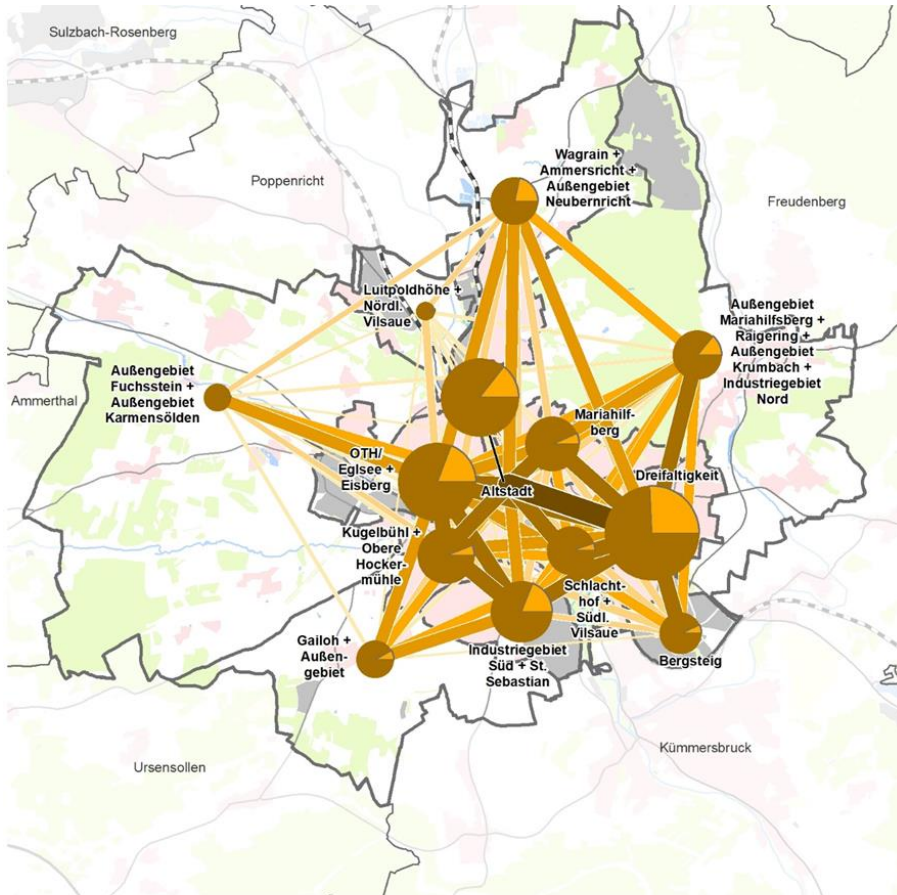 Sulzbach-Rosenberg
Poppenricht
Wagrain +
Ammersricht +
Außengebiet
Neubernricht
Freudenberg
Luitpoldhöhe +
Nördl.
Vilsaue
Außengebiet
Mariahilfsberg +
Raigering +
Außengebiet
Krumbach +
Industriegebiet
Nord
Ammerthal
Außengebiet
Fuchsstein +
Außengebiet
Karmensölden
Mariahilf-
berg
OTH/
Eglsee +
Eisberg
Altstadt
Dreifaltigkeit
Kugelbühl +
Obere
Hocker-
mühle
Schlacht-
hof +
Südl.
Vilsaue
Gailoh +
Außen-
gebiet
Industriegebiet
Süd + St.
Sebastian
Bergsteig
Ursensollen
Kümmersbruck